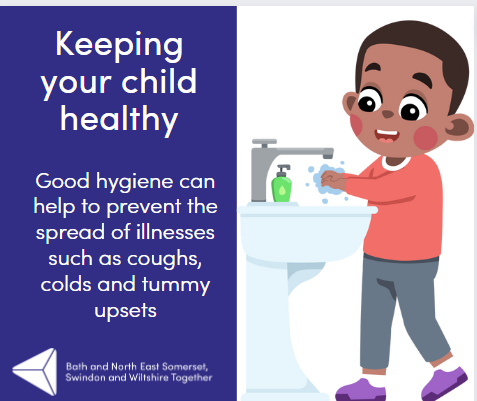 Keeping
your child
healthy
Good hygiene can
help to prevent the
spread of illnesses
such as coughs,
colds and tummy
upsets
Bath and North East Somerset,
Swindon and Wiltshire Together